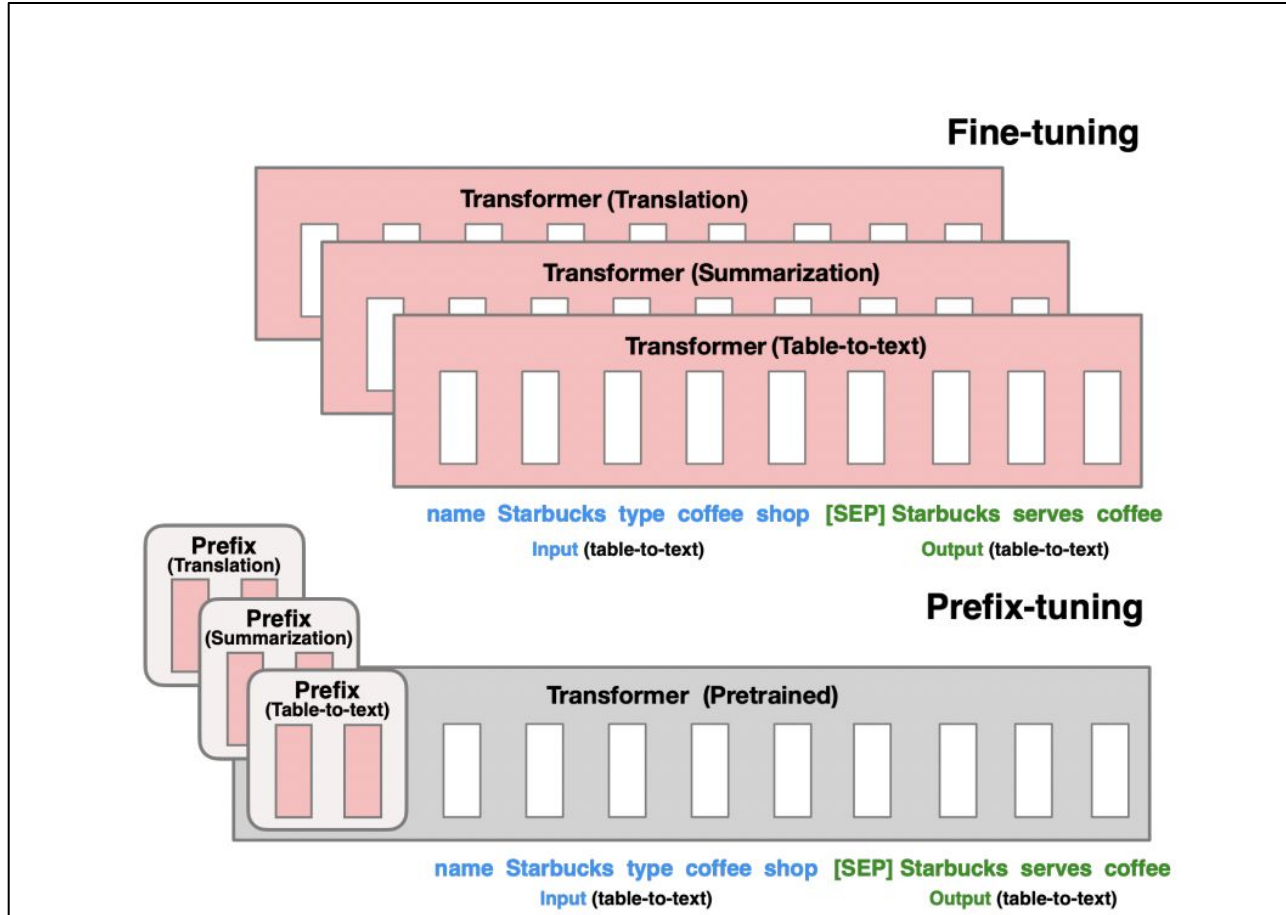 Fine-tuning
Transformer (Translation)
Transformer (Summarization)
Transformer (Table-to-text)
name Starbucks type coffee shop [SEP] Starbucks serves coffee
Input (table-to-text) Output (table-to-text)
Prefix-tuning
Prefix
(Translation)
Prefix
(Summarization)
Prefix
(Table-to-text)
Transformer (Pretrained)
name Starbucks type coffee shop [SEP] Starbucks serves coffee
Input (table-to-text) Output (table-to-text)